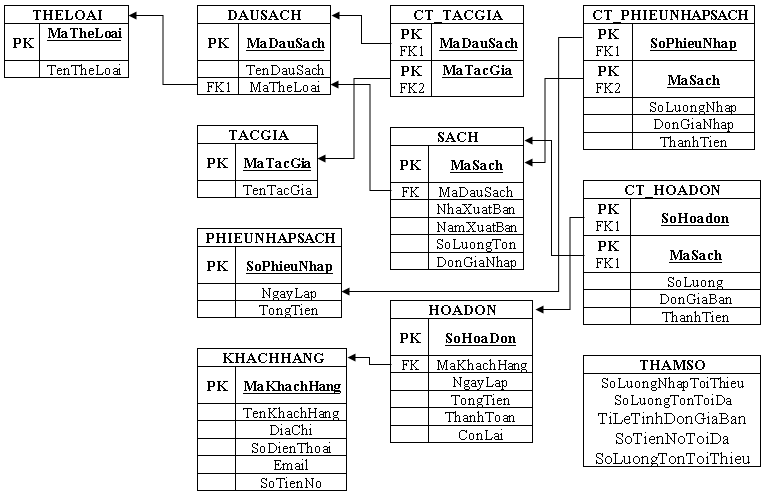 THELOAI
PK MaTheLoai
TenTheLoai
DAUSACH
PK MaDauSach
TenDauSach
FK1 MaTheLoai
CT_TACGIA
PK
FK1 MaDauSach
PK
FK2 MaTacGia
CT_PHIEUNHAPSACH
PK
FK1 SoPhieuNhap
PK
FK2 MaSach
SoLuongNhap
DonGiaNhap
ThanhTien
TACGIA
PK MaTacGia
TenTacGia
SACH
PK MaSach
FK MaDauSach
NhaXuatBan
NamXuatBan
SoLuongTon
DonGiaNhap
CT_HOADON
PK
FK1 SoHoadon
PK
FK1 MaSach
SoLuong
DonGiaBan
ThanhTien
PHIEUNHAPSACH
PK SoPhieuNhap
NgayLap
TongTien
HOADON
PK SoHoaDon
FK MaKhachHang
NgayLap
TongTien
ThanhToan
ConLai
KHACHHANG
PK MaKhachHang
TenKhachHang
DiaChi
SoDienThoai
Email
SoTienNo
THAMSO
SoLuongNhapToiThieu
SoLuongTonToiDa
TiLeTinhDonGiaBan
SoTienNoToiDa
SoLuongTonToiThieu